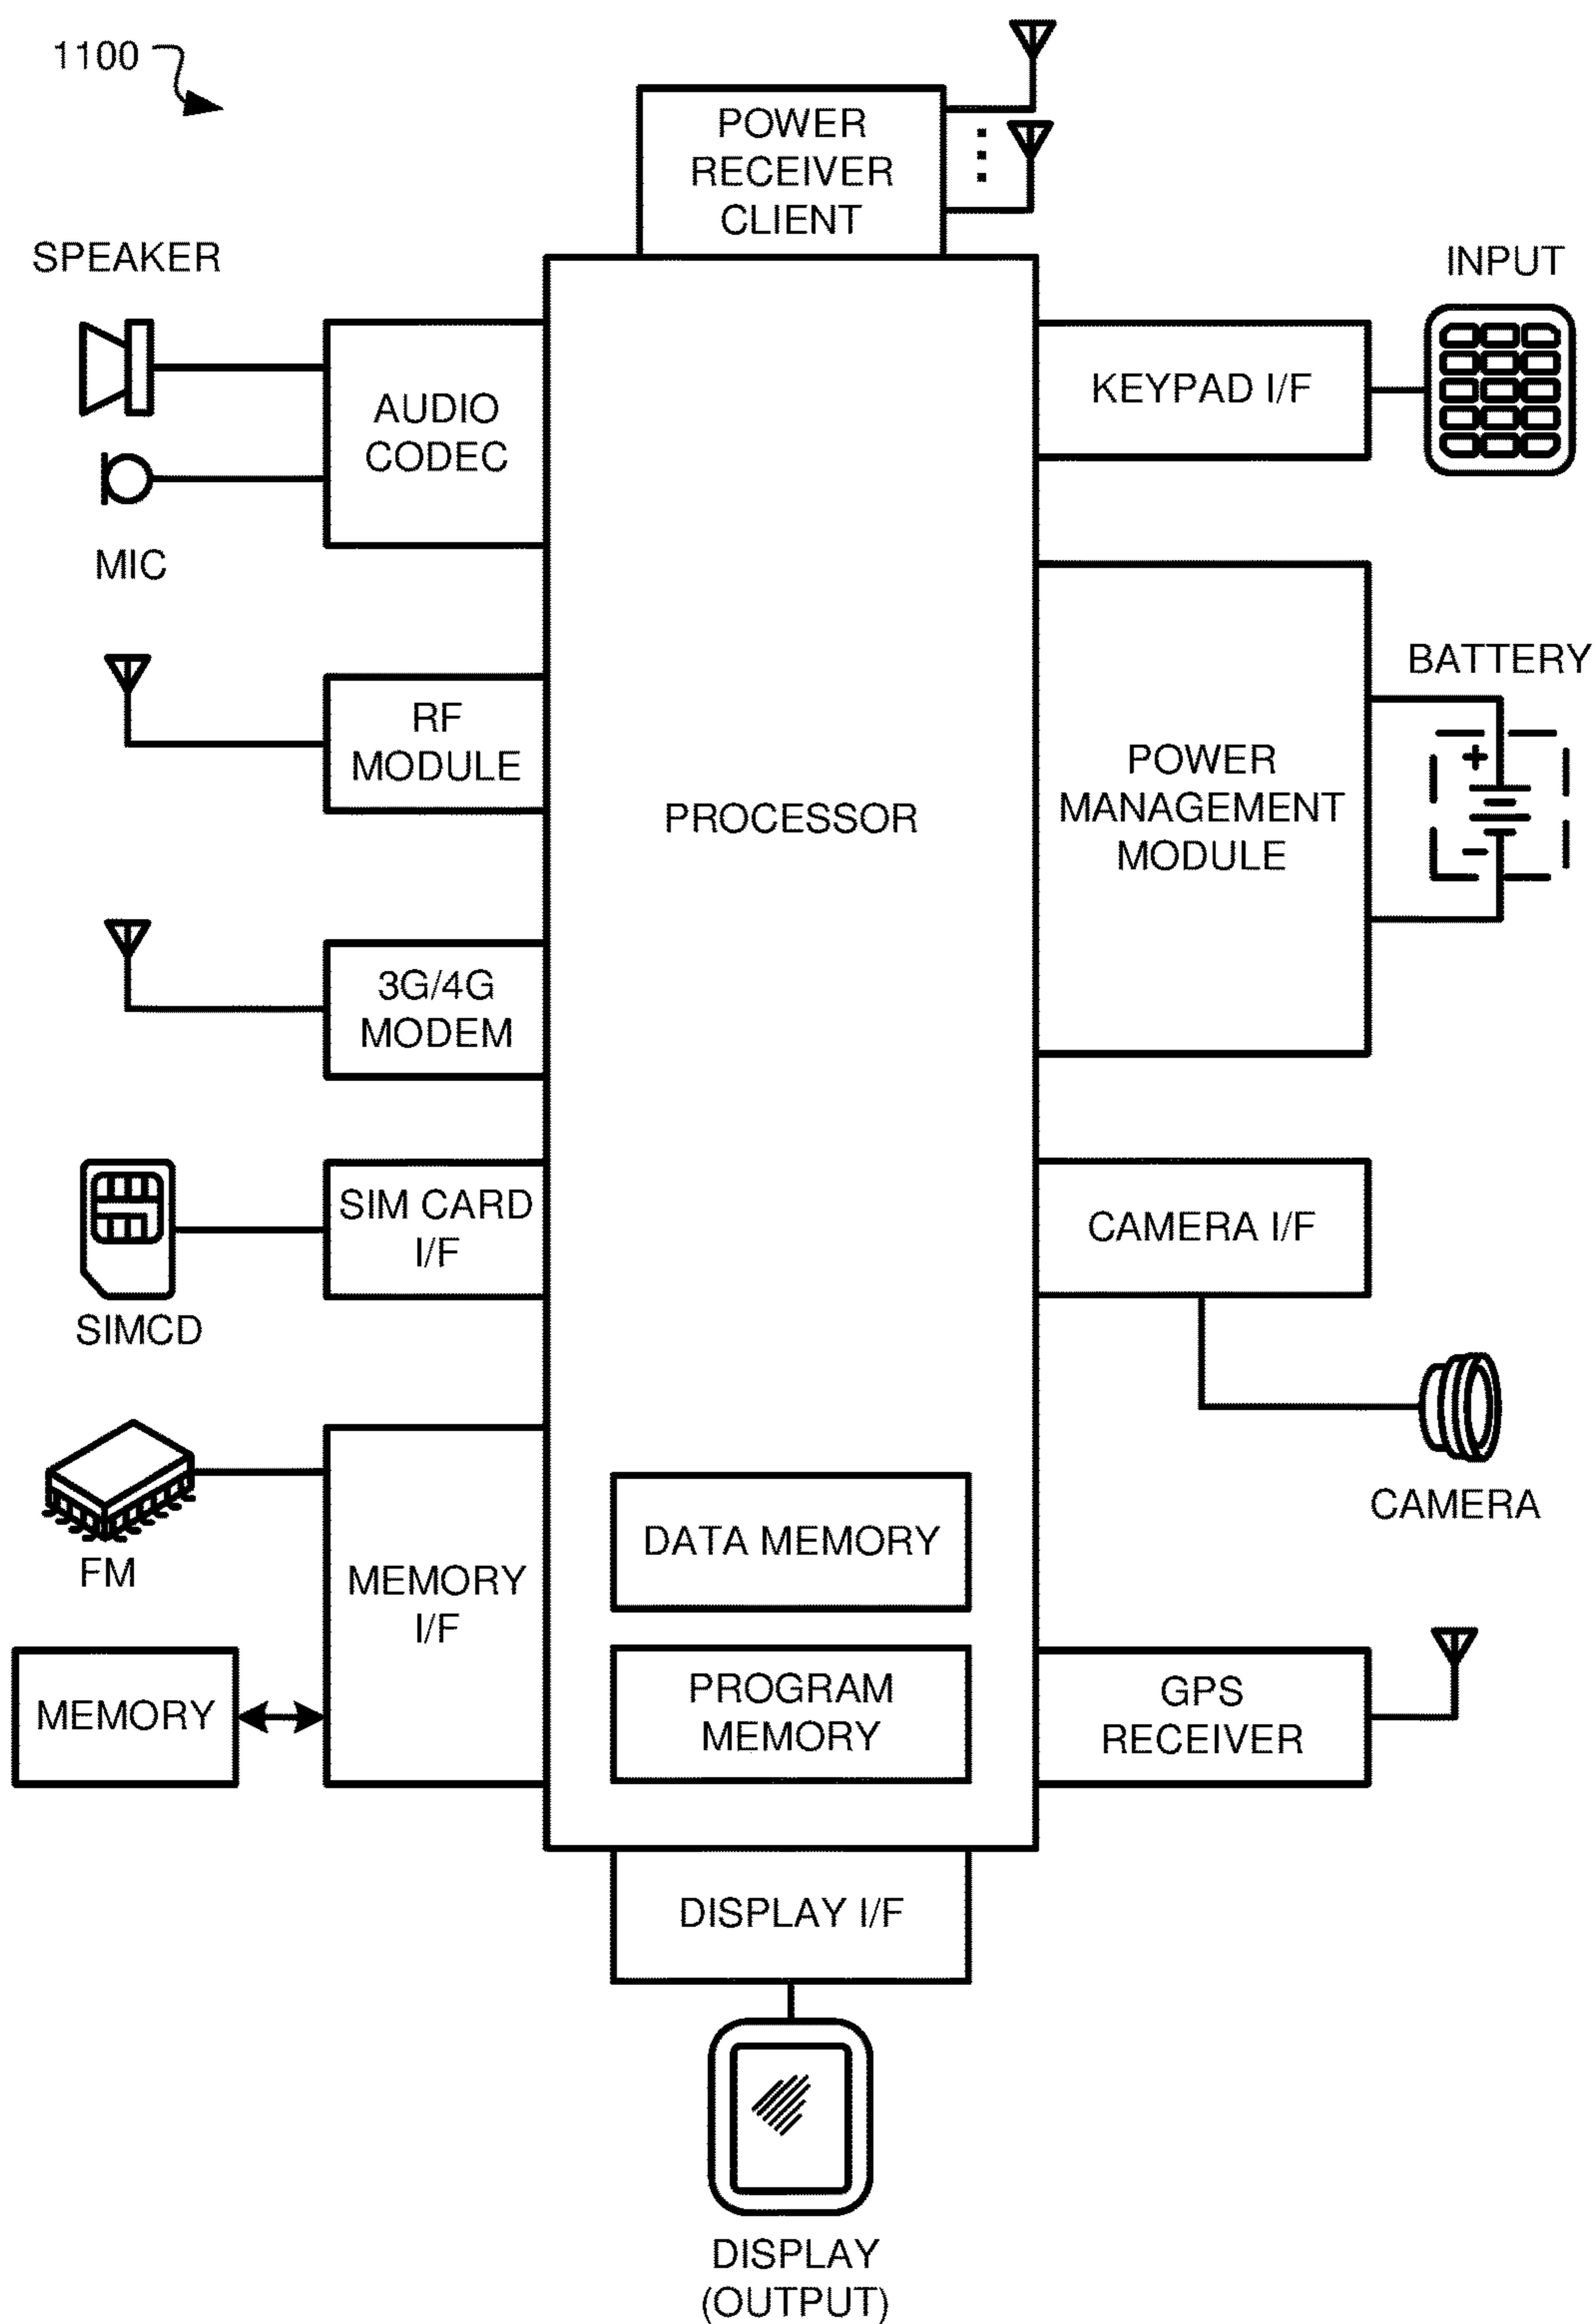 1100
POWER
RECEIVER
CLIENT
SPEAKER
INPUT
AUDIO
CODEC
KEYPAD I/F
MIC
BATTERY
RF
MODULE
PROCESSOR
POWER
MANAGEMENT
MODULE
+
-
3G/4G
MODEM
SIM CARD
I/F
CAMERA I/F
SIMCD
CAMERA
FM
MEMORY
I/F
DATA MEMORY
MEMORY
PROGRAM
MEMORY
GPS
RECEIVER
DISPLAY I/F
DISPLAY
(OUTPUT)